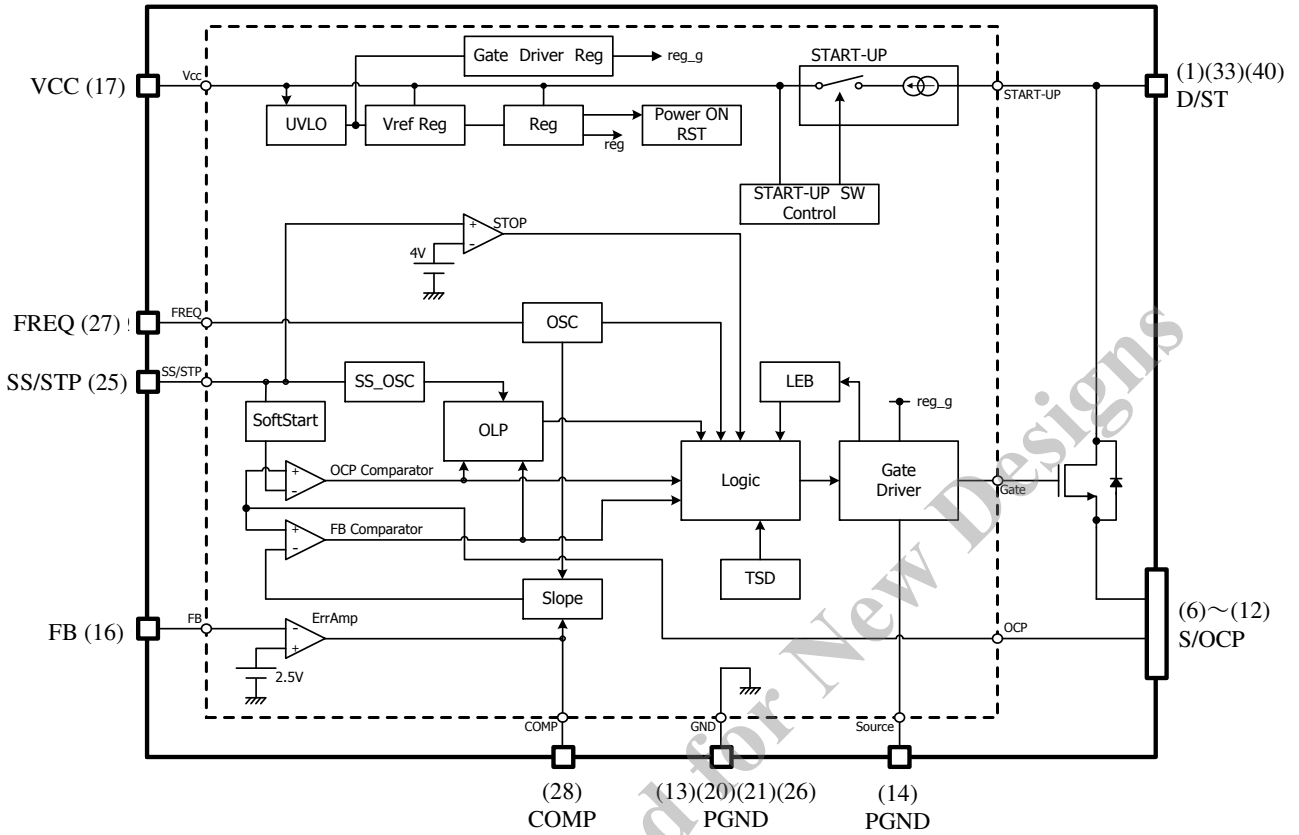 Gate Driver Reg
reg_g
START-UP
VCC (17)
Vcc
START-UP
(1)(33)(40)
D/ST
UVLO
Vref Reg
Reg
reg
Power ON
RST
START-UP SW
Control
+
-
STOP
4V
FREQ (27)
FREQ
OSC
SS/STP (25)
SS/STP
SS_OSC
LEB
reg_g
SoftStart
OLP
+
-
OCP Comparator
Logic
Gate
Driver
Gate
+
-
FB Comparator
TSD
Slope
FB (16)
FB
-
+
ErrAmp
2.5V
OCP
(6)～(12)
S/OCP
COMP
GND
Source
(28)
COMP
(13)(20)(21)(26)
PGND
(14)
PGND
d for New Designs